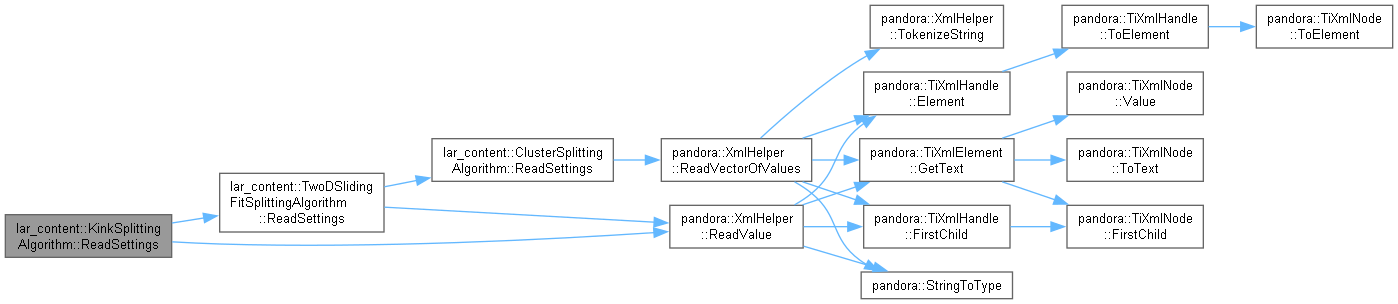 lar_content::KinkSplitting
Algorithm::ReadSettings
lar_content::TwoDSliding
FitSplittingAlgorithm
::ReadSettings
lar_content::ClusterSplitting
Algorithm::ReadSettings
pandora::XmlHelper
::ReadVectorOfValues
pandora::XmlHelper
::ReadValue
pandora::XmlHelper
::TokenizeString
pandora::TiXmlHandle
::Element
pandora::TiXmlElement
::GetText
pandora::TiXmlHandle
::FirstChild
pandora::StringToType
pandora::TiXmlHandle
::ToElement
pandora::TiXmlNode
::Value
pandora::TiXmlNode
::ToText
pandora::TiXmlNode
::FirstChild
pandora::TiXmlNode
::ToElement